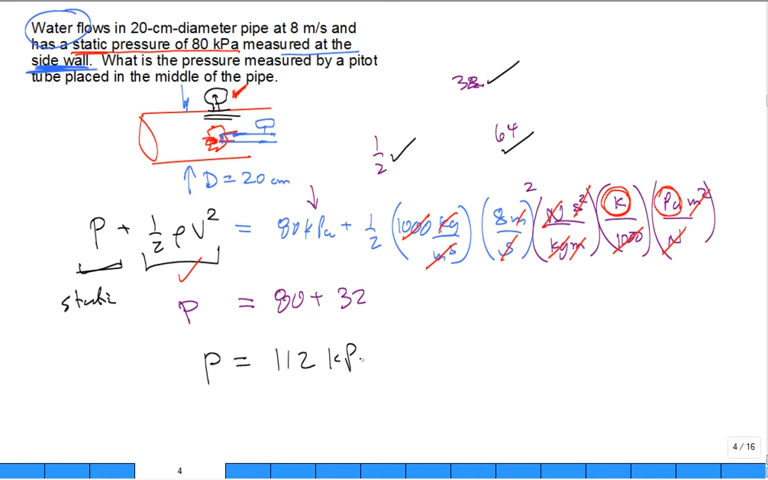 Water flows in 20-cm-diameter pipe at 8 m/s and
has a static pressure of 80 kPa measured at the
side wall. What is the pressure measured by a pitot
tube placed in the middle of the pipe.
32
64
1/2
D = 20 cm
P + 1/2 ρV² = 80 kPa + 1/2 (1000 kg/m³) (8 m/s)² (N s²/kg m) (k/1000) (Pa m²/N)
static
P = 80 + 32
P = 112 kP
4 / 16
4